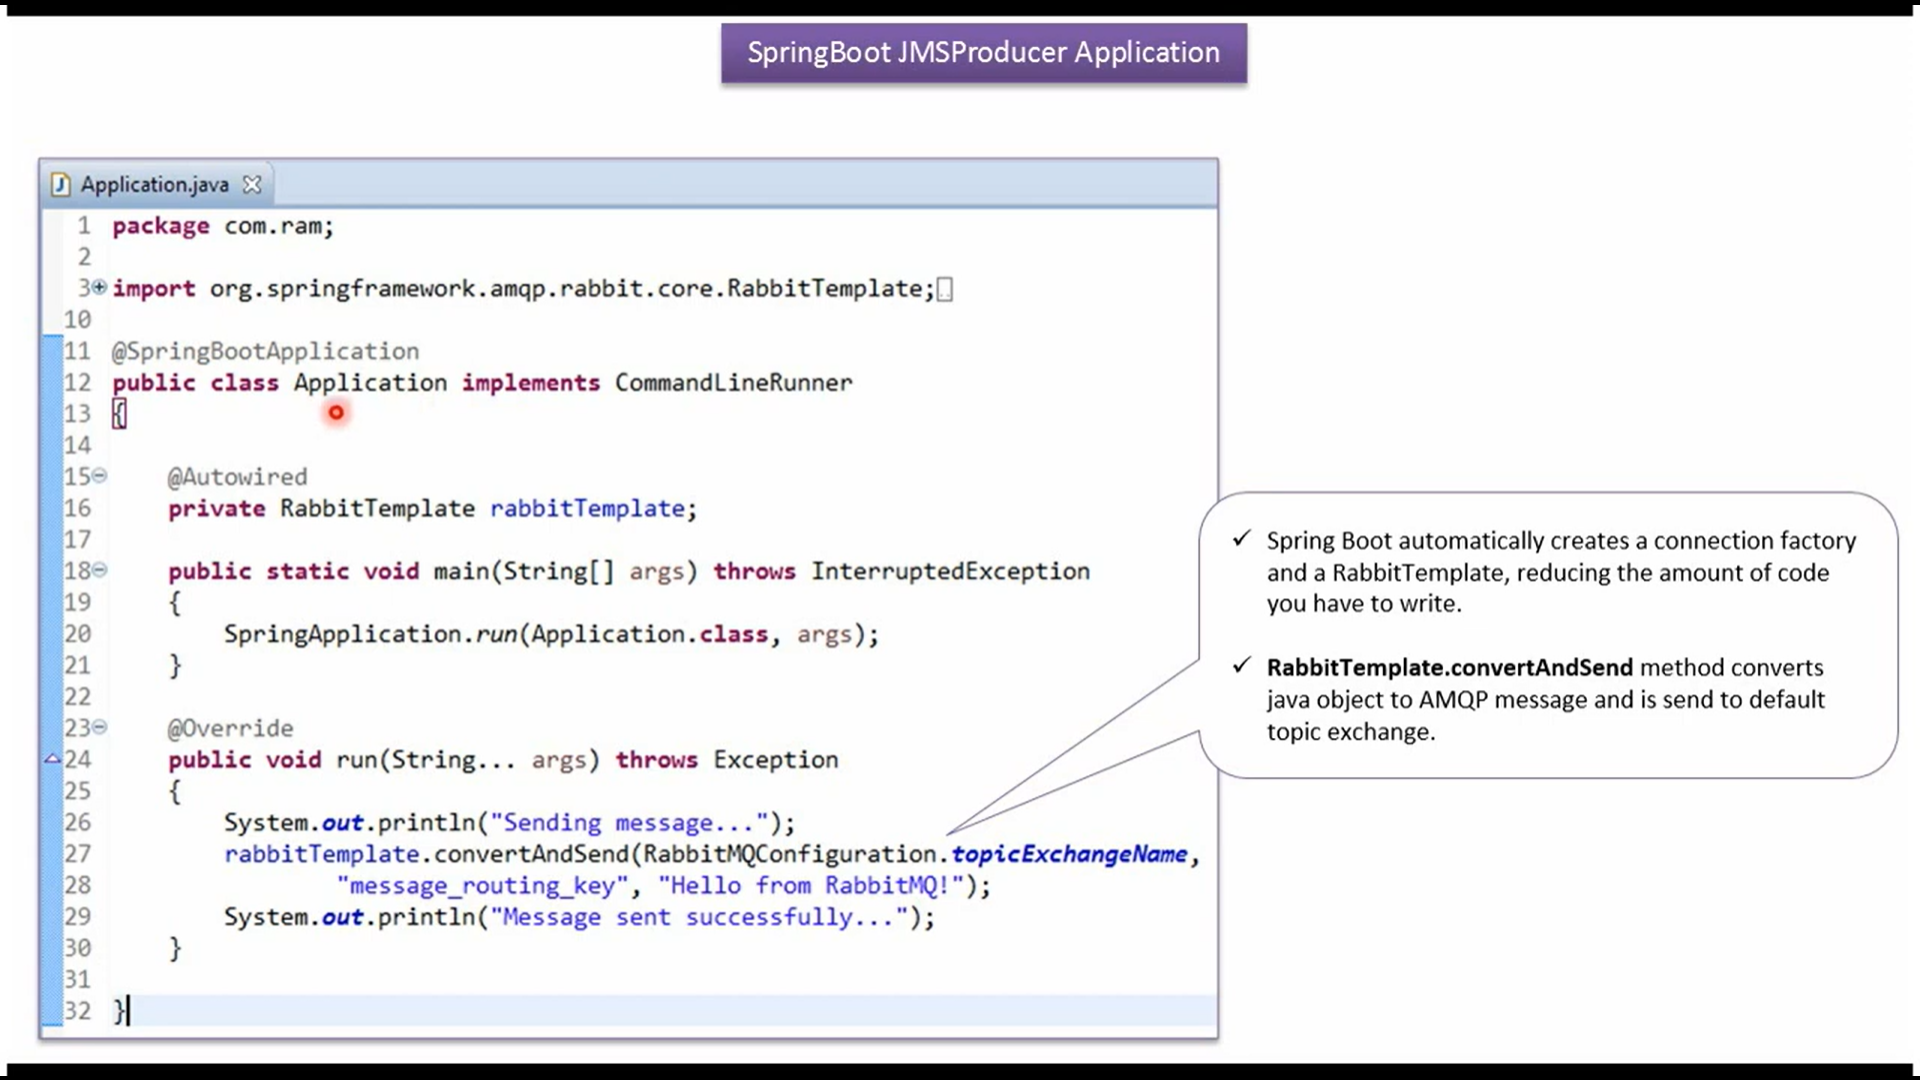 SpringBoot JMSProducer Application
Application.java
1 package com.ram;
2
3 import org.springframework.amqp.rabbit.core.RabbitTemplate;
10
11 @SpringBootApplication
12 public class Application implements CommandLineRunner
13 {
14
15 @Autowired
16 private RabbitTemplate rabbitTemplate;
17
18 public static void main(String[] args) throws InterruptedException
19 {
20 SpringApplication.run(Application.class, args);
21 }
22
23 @Override
24 public void run(String... args) throws Exception
25 {
26 System.out.println("Sending message...");
27 rabbitTemplate.convertAndSend(RabbitMQConfiguration.topicExchangeName,
28 "message_routing_key", "Hello from RabbitMQ!");
29 System.out.println("Message sent successfully...");
30 }
31
32 }
✓ Spring Boot automatically creates a connection factory
and a RabbitTemplate, reducing the amount of code
you have to write.
✓ RabbitTemplate.convertAndSend method converts
java object to AMQP message and is send to default
topic exchange.